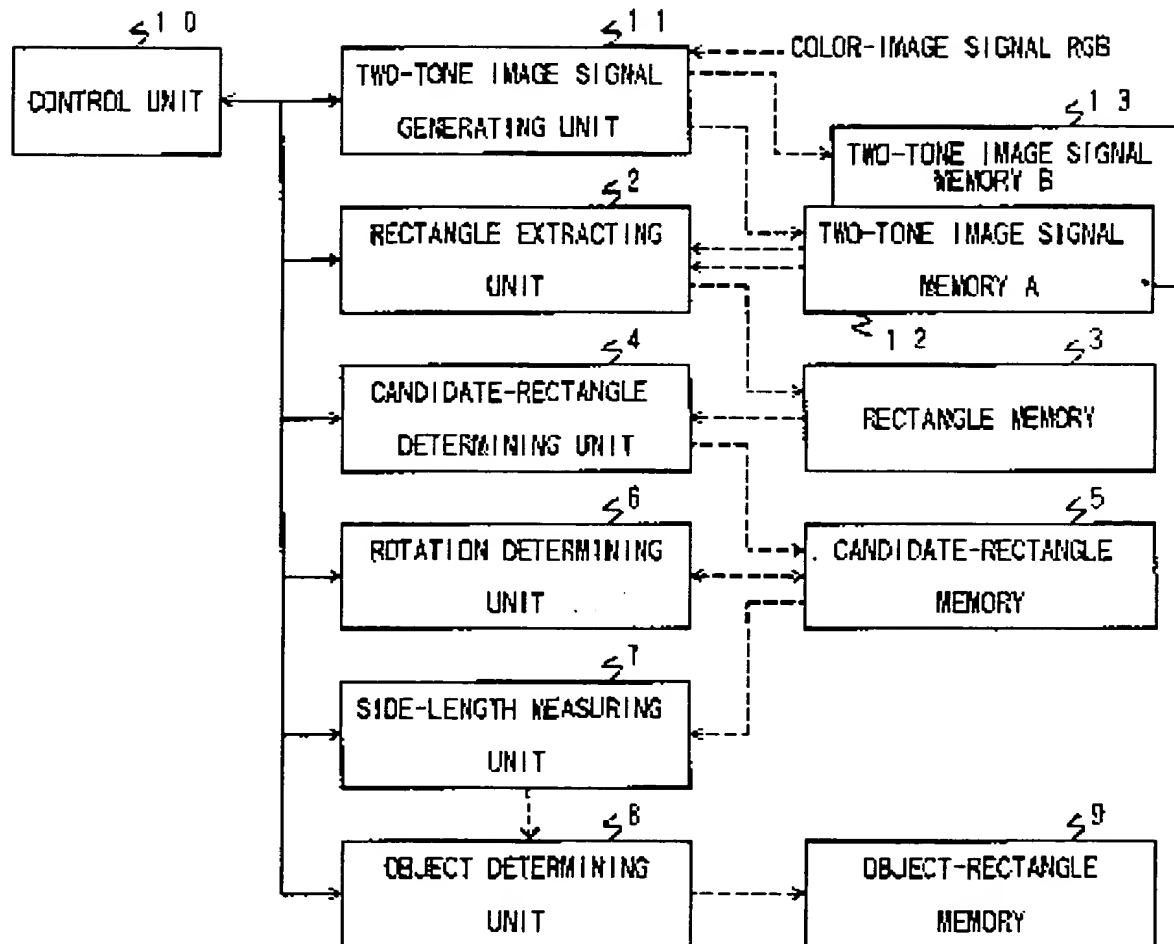 10
CONTROL UNIT
11
TWO-TONE IMAGE SIGNAL
GENERATING UNIT
COLOR-IMAGE SIGNAL RGB
13
TWO-TONE IMAGE SIGNAL
MEMORY B
2
RECTANGLE EXTRACTING
UNIT
TWO-TONE IMAGE SIGNAL
MEMORY A
12
4
CANDIDATE-RECTANGLE
DETERMINING UNIT
3
RECTANGLE MEMORY
6
ROTATION DETERMINING
UNIT
5
CANDIDATE-RECTANGLE
MEMORY
7
SIDE-LENGTH MEASURING
UNIT
8
OBJECT DETERMINING
UNIT
9
OBJECT-RECTANGLE
MEMORY